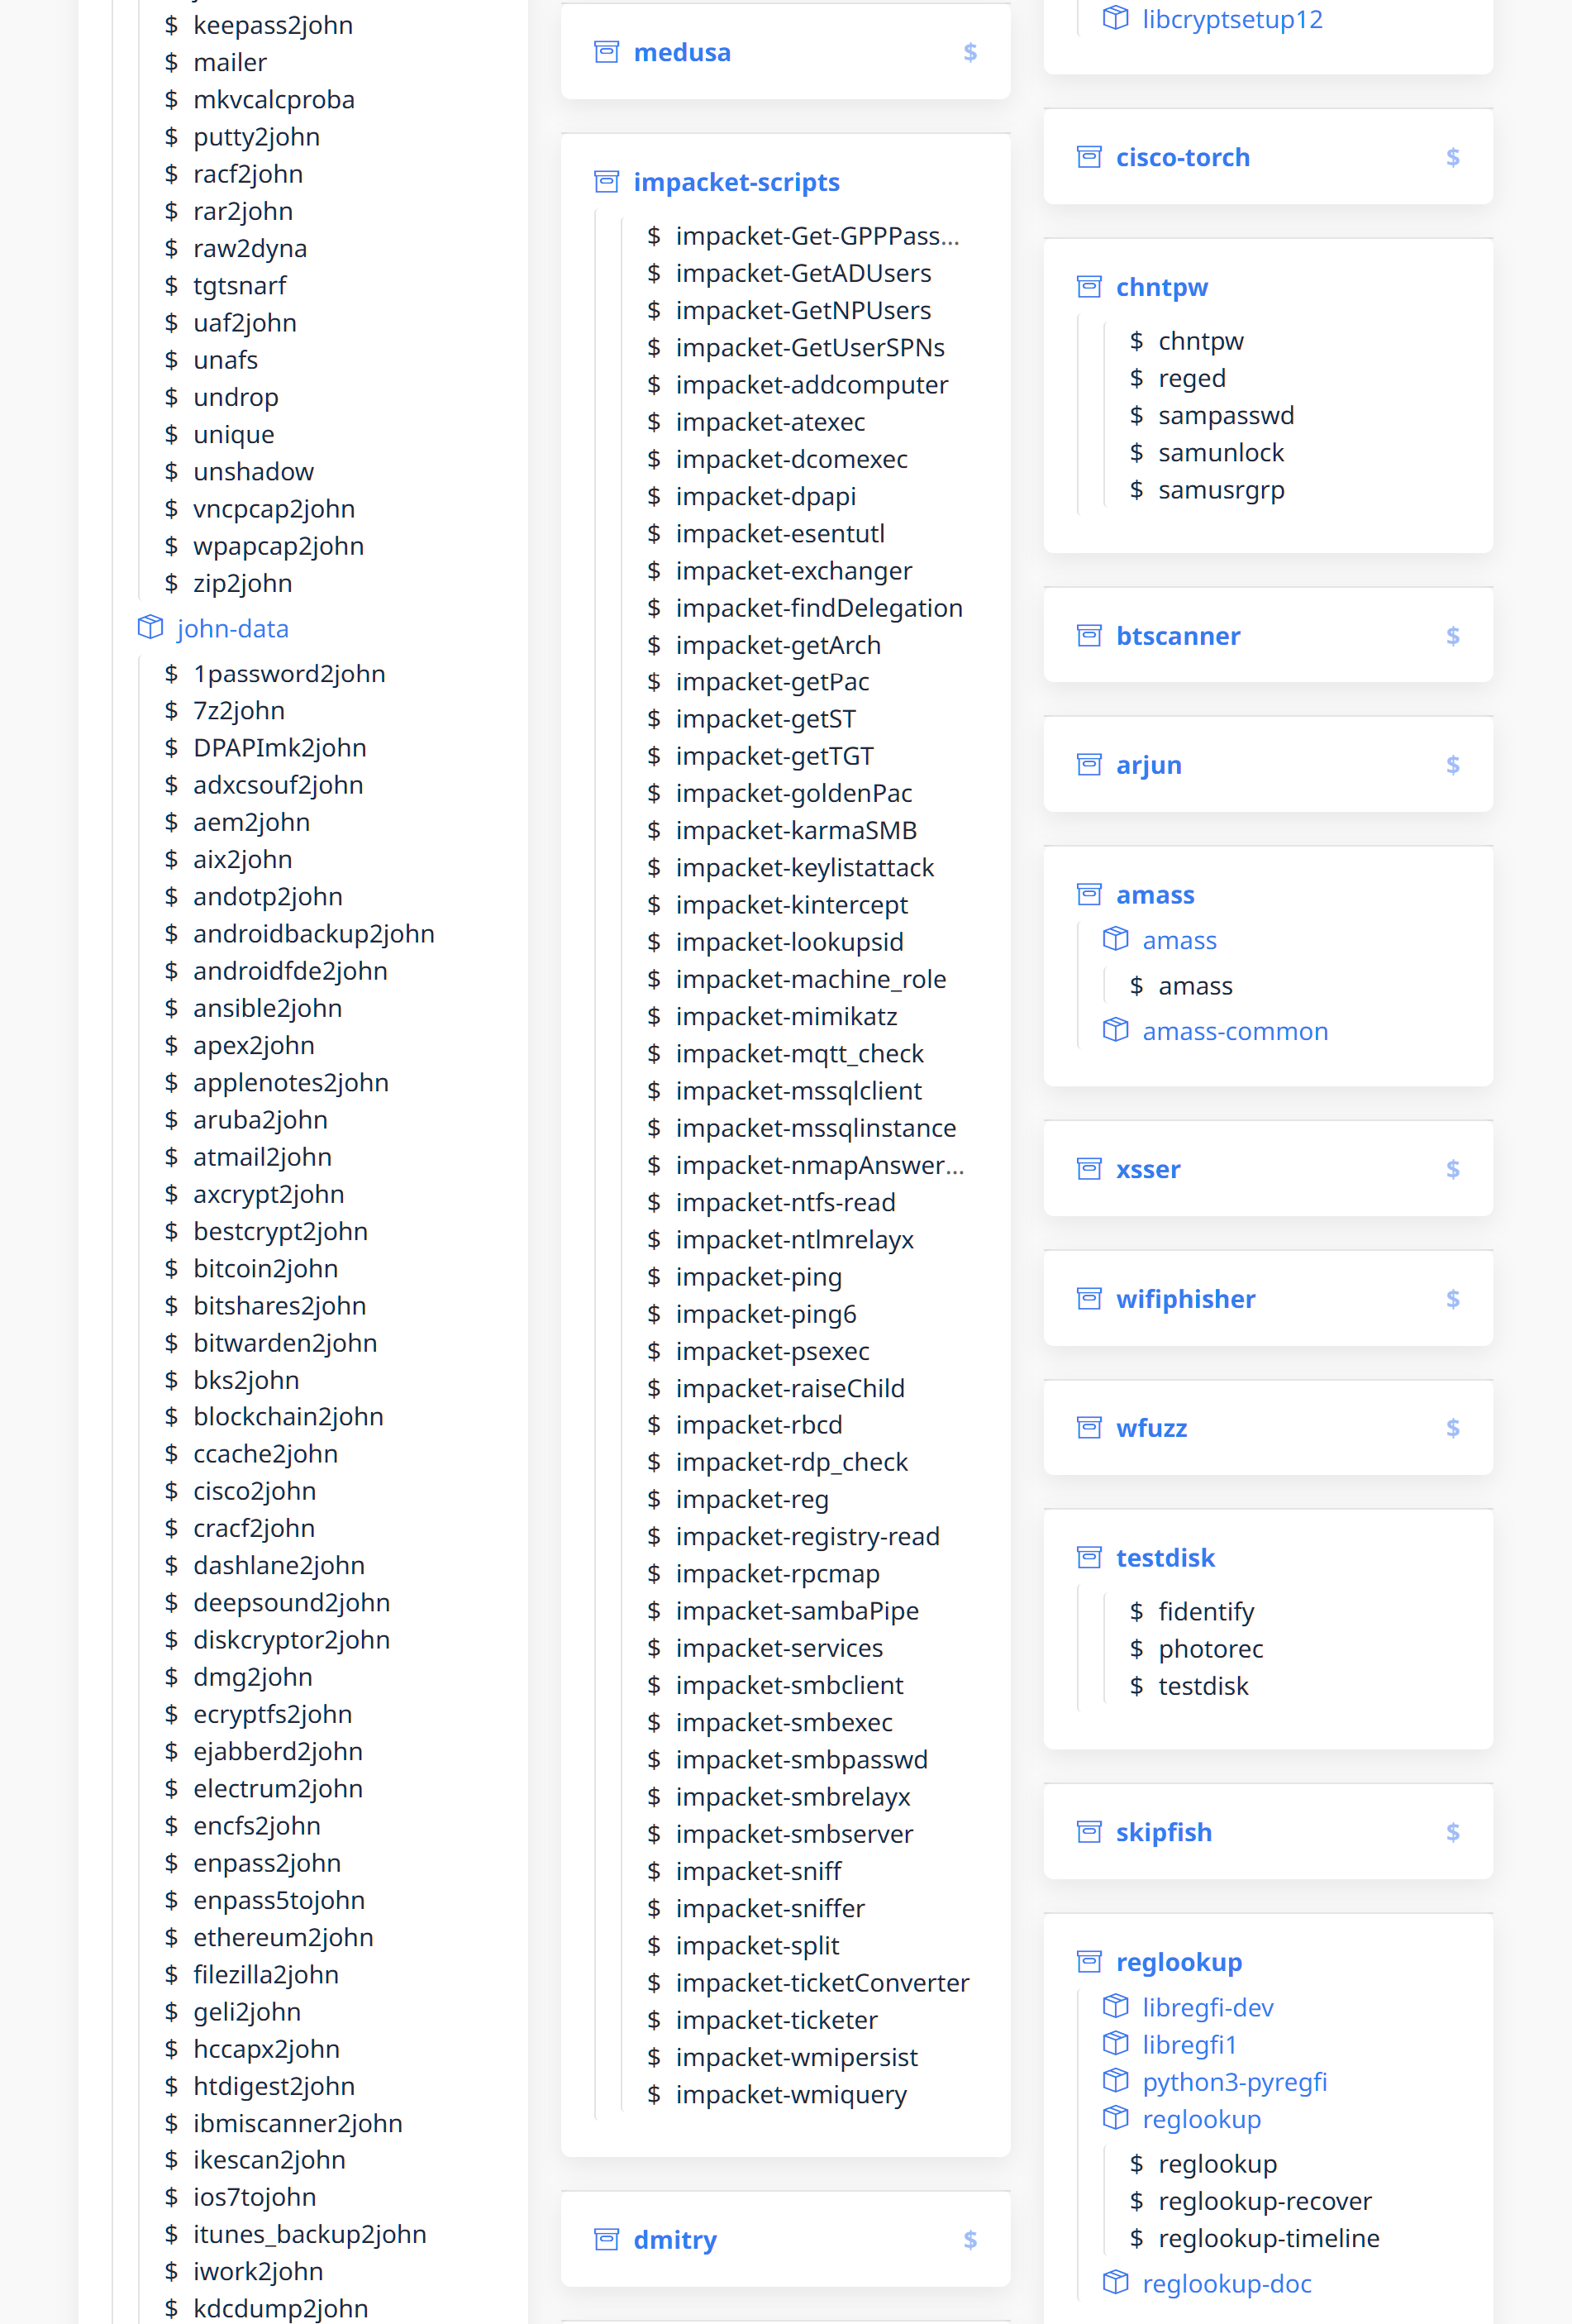 $ keepass2john
$ mailer
$ mkvcalcproba
$ putty2john
$ racf2john
$ rar2john
$ raw2dyna
$ tgtsnarf
$ uaf2john
$ unafs
$ undrop
$ unique
$ unshadow
$ vncpcap2john
$ wpapcap2john
$ zip2john
john-data
$ 1password2john
$ 7z2john
$ DPAPImk2john
$ adxcsouf2john
$ aem2john
$ aix2john
$ andotp2john
$ androidbackup2john
$ androidfde2john
$ ansible2john
$ apex2john
$ applenotes2john
$ aruba2john
$ atmail2john
$ axcrypt2john
$ bestcrypt2john
$ bitcoin2john
$ bitshares2john
$ bitwarden2john
$ bks2john
$ blockchain2john
$ ccache2john
$ cisco2john
$ cracf2john
$ dashlane2john
$ deepsound2john
$ diskcryptor2john
$ dmg2john
$ ecryptfs2john
$ ejabberd2john
$ electrum2john
$ encfs2john
$ enpass2john
$ enpass5tojohn
$ ethereum2john
$ filezilla2john
$ geli2john
$ hccapx2john
$ htdigest2john
$ ibmiscanner2john
$ ikescan2john
$ ios7tojohn
$ itunes_backup2john
$ iwork2john
$ kdcdump2john
medusa $
impacket-scripts
$ impacket-Get-GPPPass...
$ impacket-GetADUsers
$ impacket-GetNPUsers
$ impacket-GetUserSPNs
$ impacket-addcomputer
$ impacket-atexec
$ impacket-dcomexec
$ impacket-dpapi
$ impacket-esentutl
$ impacket-exchanger
$ impacket-findDelegation
$ impacket-getArch
$ impacket-getPac
$ impacket-getST
$ impacket-getTGT
$ impacket-goldenPac
$ impacket-karmaSMB
$ impacket-keylistattack
$ impacket-kintercept
$ impacket-lookupsid
$ impacket-machine_role
$ impacket-mimikatz
$ impacket-mqtt_check
$ impacket-mssqlclient
$ impacket-mssqlinstance
$ impacket-nmapAnswer...
$ impacket-ntfs-read
$ impacket-ntlmrelayx
$ impacket-ping
$ impacket-ping6
$ impacket-psexec
$ impacket-raiseChild
$ impacket-rbcd
$ impacket-rdp_check
$ impacket-reg
$ impacket-registry-read
$ impacket-rpcmap
$ impacket-sambaPipe
$ impacket-services
$ impacket-smbclient
$ impacket-smbexec
$ impacket-smbpasswd
$ impacket-smbrelayx
$ impacket-smbserver
$ impacket-sniff
$ impacket-sniffer
$ impacket-split
$ impacket-ticketConverter
$ impacket-ticketer
$ impacket-wmipersist
$ impacket-wmiquery
dmitry $
libcryptsetup12
cisco-torch $
chntpw
$ chntpw
$ reged
$ sampasswd
$ samunlock
$ samusrgrp
btscanner $
arjun $
amass
amass
$ amass
amass-common
xsser $
wifiphisher $
wfuzz $
testdisk
$ fidentify
$ photorec
$ testdisk
skipfish $
reglookup
libregfi-dev
libregfi1
python3-pyregfi
reglookup
$ reglookup
$ reglookup-recover
$ reglookup-timeline
reglookup-doc